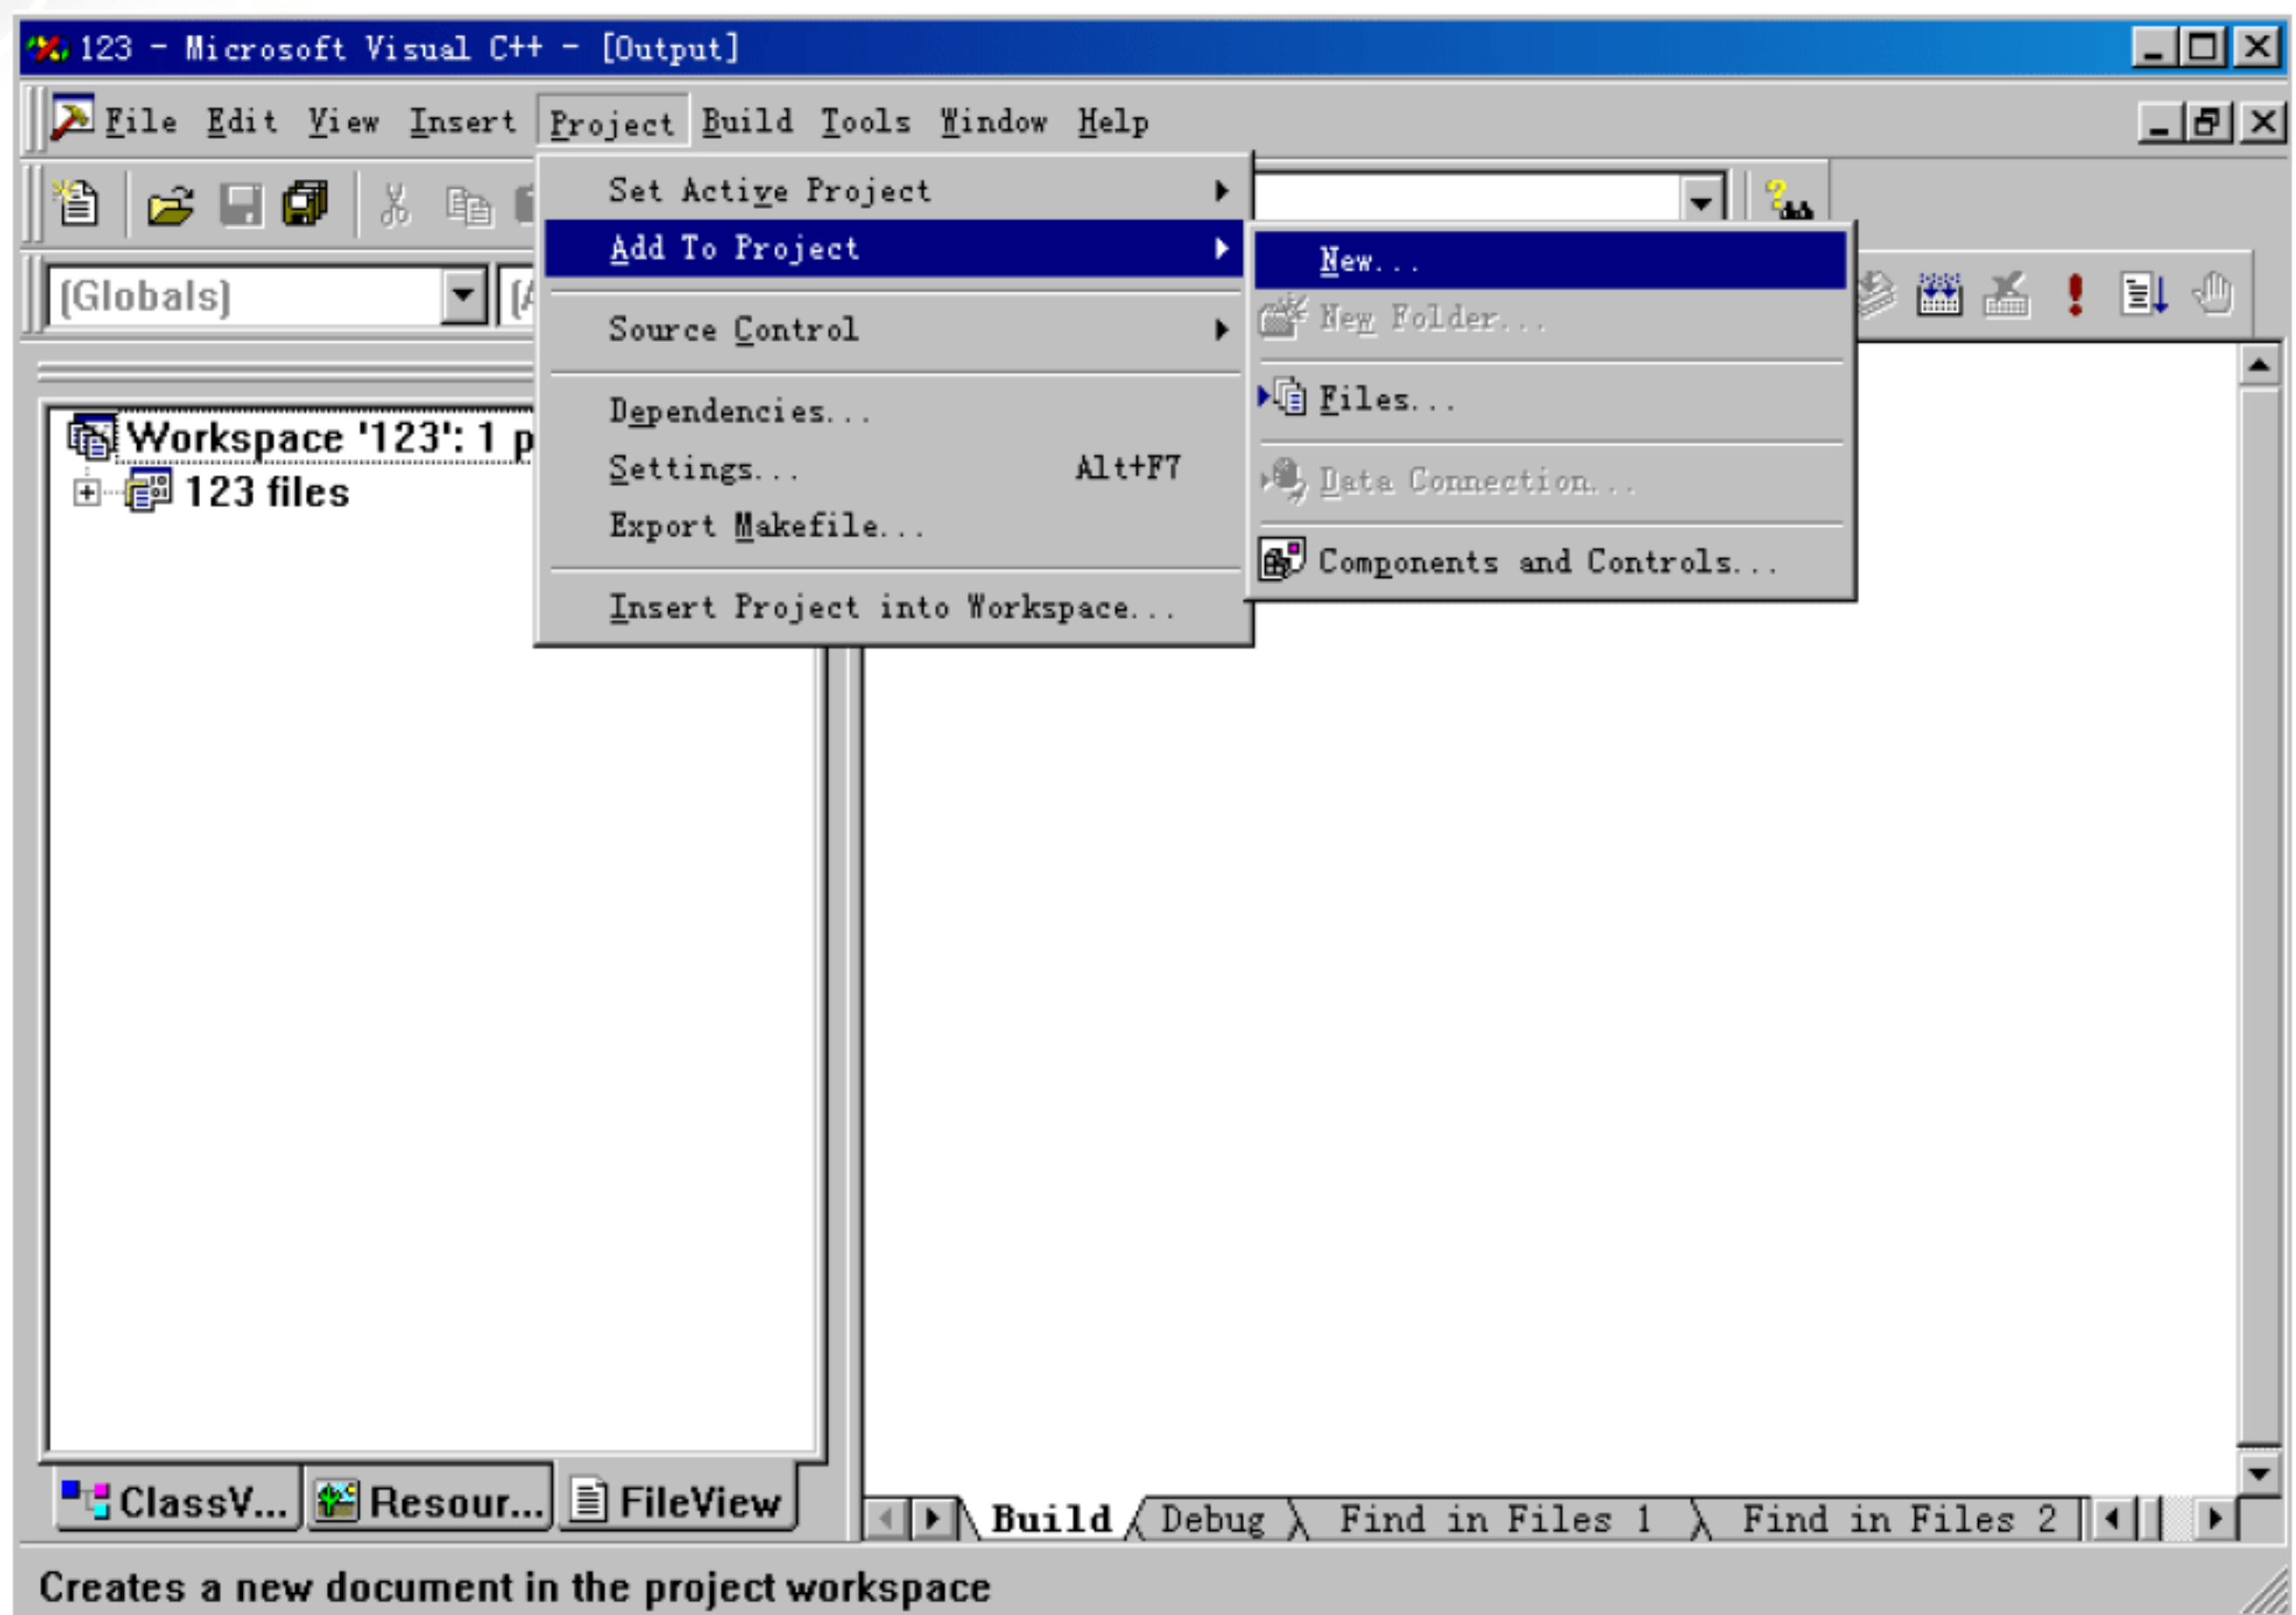 123 - Microsoft Visual C++ - [Output]
File Edit View Insert Project Build Tools Window Help
Set Active Project
Add To Project
New...
(Globals)
New Folder...
Source Control
Files...
Dependencies...
Workspace '123': 1 p
Settings... Alt+F7
Data Connection...
123 files
Export Makefile...
Components and Controls...
Insert Project into Workspace...
ClassV... Resour... FileView
Build Debug Find in Files 1 Find in Files 2
Creates a new document in the project workspace